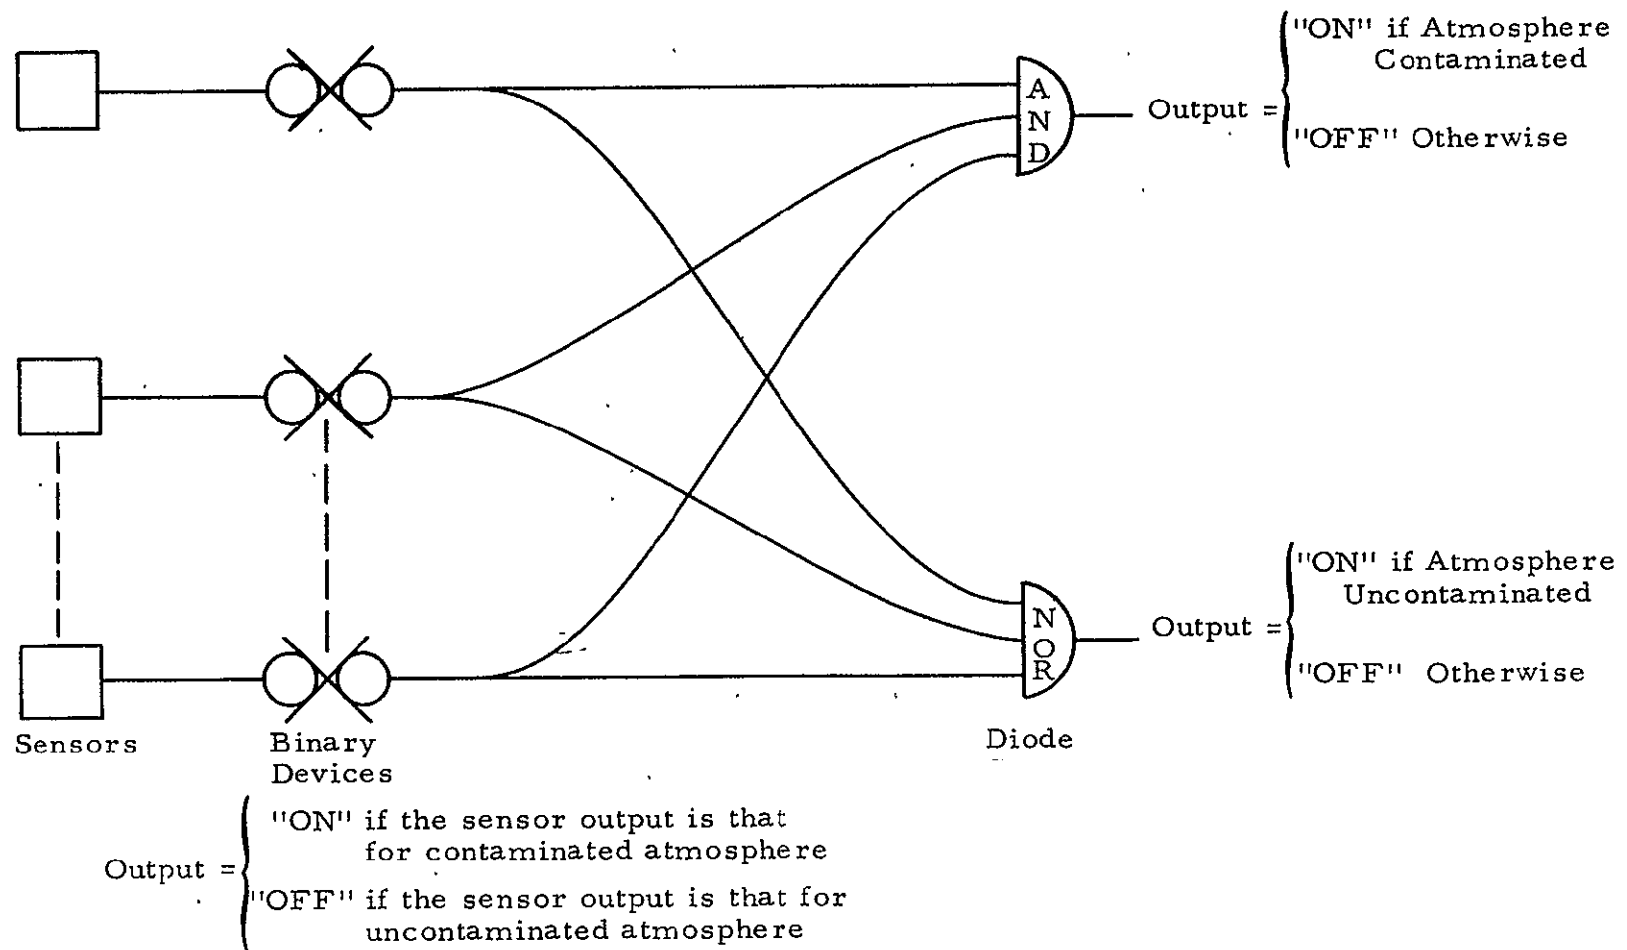 "ON" if Atmosphere
Contaminated
A
N
D
Output =
"OFF" Otherwise
"ON" if Atmosphere
Uncontaminated
N
O
R
Output =
"OFF" Otherwise
Sensors
Binary
Devices
Diode
"ON" if the sensor output is that
for contaminated atmosphere
Output =
"OFF" if the sensor output is that for
uncontaminated atmosphere